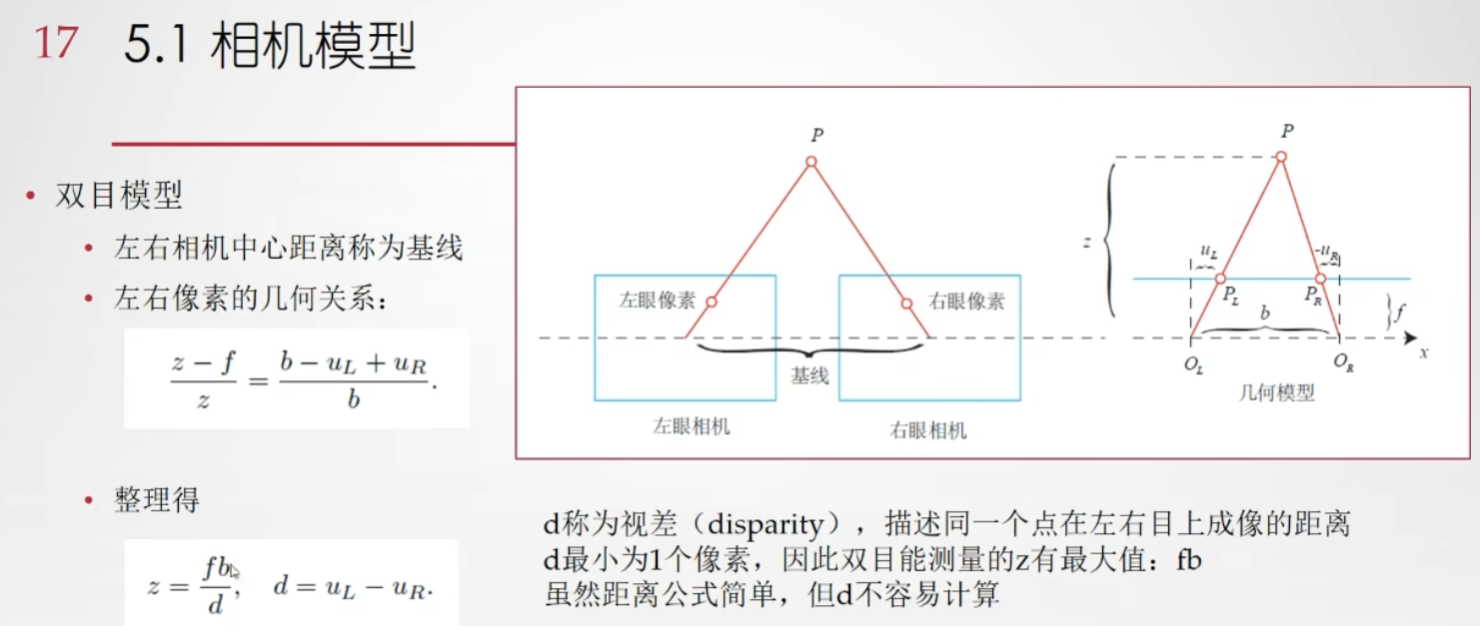 17 5.1 相机模型
• 双目模型
• 左右相机中心距离称为基线
• 左右像素的几何关系：
z − f / z = b − u_L + u_R / b .
• 整理得
z = fb / d , d = u_L − u_R.
P
左眼像素
右眼像素
基线
左眼相机
右眼相机
P
z
u_L
-u_R
P_L
P_R
b
f
x
O_L
O_R
几何模型
d称为视差（disparity），描述同一个点在左右目上成像的距离
d最小为1个像素，因此双目能测量的z有最大值：fb
虽然距离公式简单，但d不容易计算